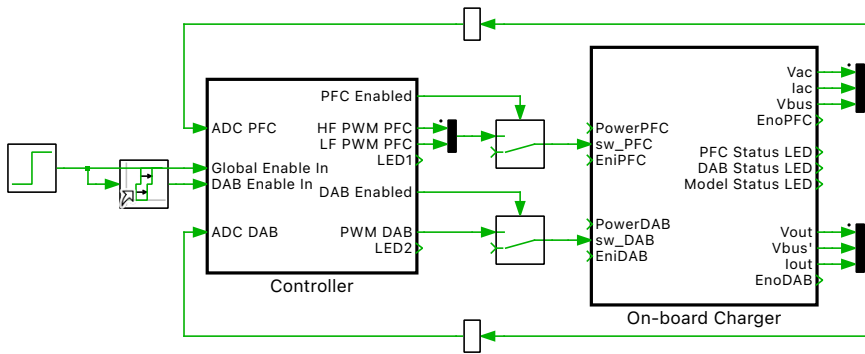 PFC Enabled
ADC PFC
HF PWM PFC
LF PWM PFC
LED1
Global Enable In
DAB Enable In
DAB Enabled
ADC DAB
PWM DAB
LED2
Controller
Vac
Iac
Vbus
EnoPFC
PowerPFC
sw_PFC
EniPFC
PFC Status LED
DAB Status LED
Model Status LED
PowerDAB
sw_DAB
EniDAB
Vout
Vbus'
Iout
EnoDAB
On-board Charger